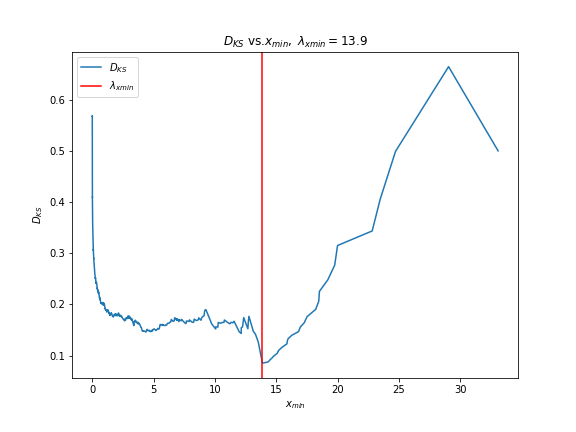 D_KS vs.x_min, λ_xmin = 13.9
D_KS
λ_xmin
0.6
0.5
0.4
0.3
0.2
0.1
D_KS
0 5 10 15 20 25 30
x_min